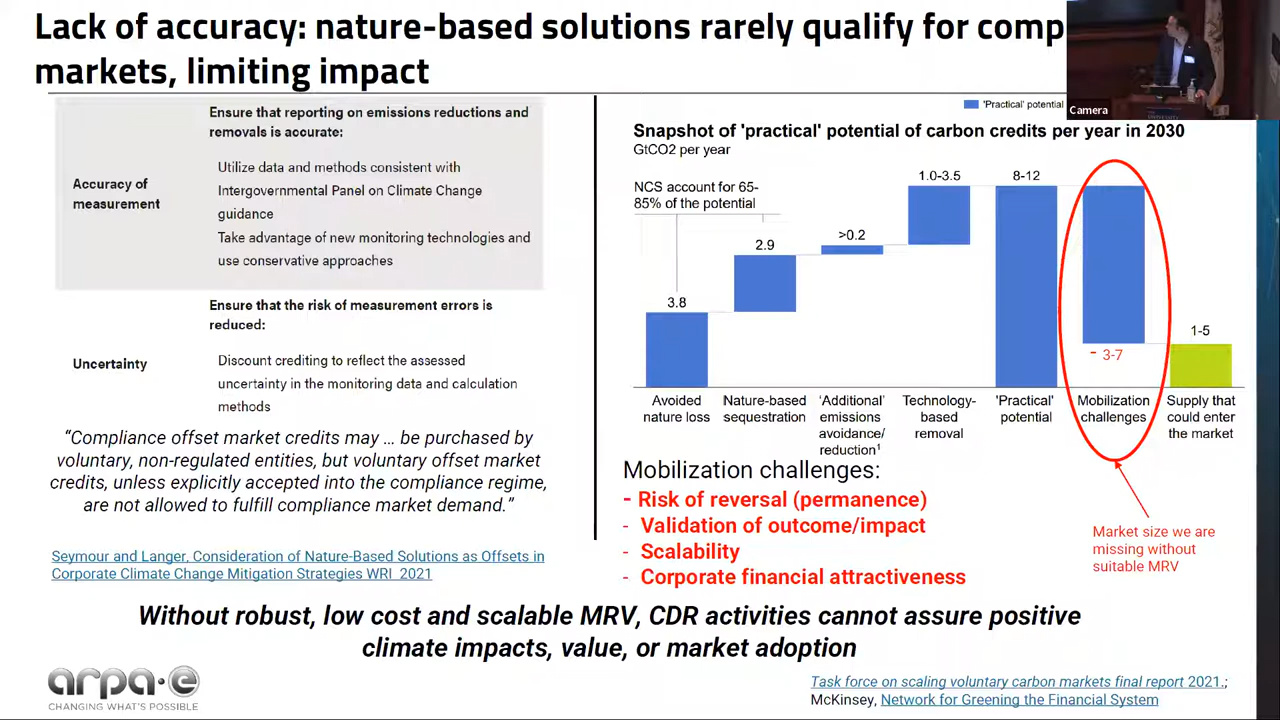 Lack of accuracy: nature-based solutions rarely qualify for comp
markets, limiting impact
Camera
Ensure that reporting on emissions reductions and
removals is accurate:
Accuracy of
measurement
Utilize data and methods consistent with
Intergovernmental Panel on Climate Change
guidance
Take advantage of new monitoring technologies and
use conservative approaches
Ensure that the risk of measurement errors is
reduced:
Uncertainty
Discount crediting to reflect the assessed
uncertainty in the monitoring data and calculation
methods
“Compliance offset market credits may … be purchased by
voluntary, non-regulated entities, but voluntary offset market
credits, unless explicitly accepted into the compliance regime,
are not allowed to fulfill compliance market demand.”
Seymour and Langer, Consideration of Nature-Based Solutions as Offsets in
Corporate Climate Change Mitigation Strategies WRI 2021
'Practical' potential
Snapshot of 'practical' potential of carbon credits per year in 2030
GtCO2 per year
NCS account for 65-
85% of the potential
3.8
2.9
>0.2
1.0-3.5
8-12
- 3-7
1-5
Avoided
nature loss
Nature-based
sequestration
‘Additional’
emissions
avoidance/
reduction¹
Technology-
based
removal
'Practical'
potential
Mobilization
challenges
Supply that
could enter
the market
Mobilization challenges:
- Risk of reversal (permanence)
- Validation of outcome/impact
- Scalability
- Corporate financial attractiveness
Market size we are
missing without
suitable MRV
Without robust, low cost and scalable MRV, CDR activities cannot assure positive
climate impacts, value, or market adoption
arpa·e
CHANGING WHAT'S POSSIBLE
Task force on scaling voluntary carbon markets final report 2021.;
McKinsey, Network for Greening the Financial System